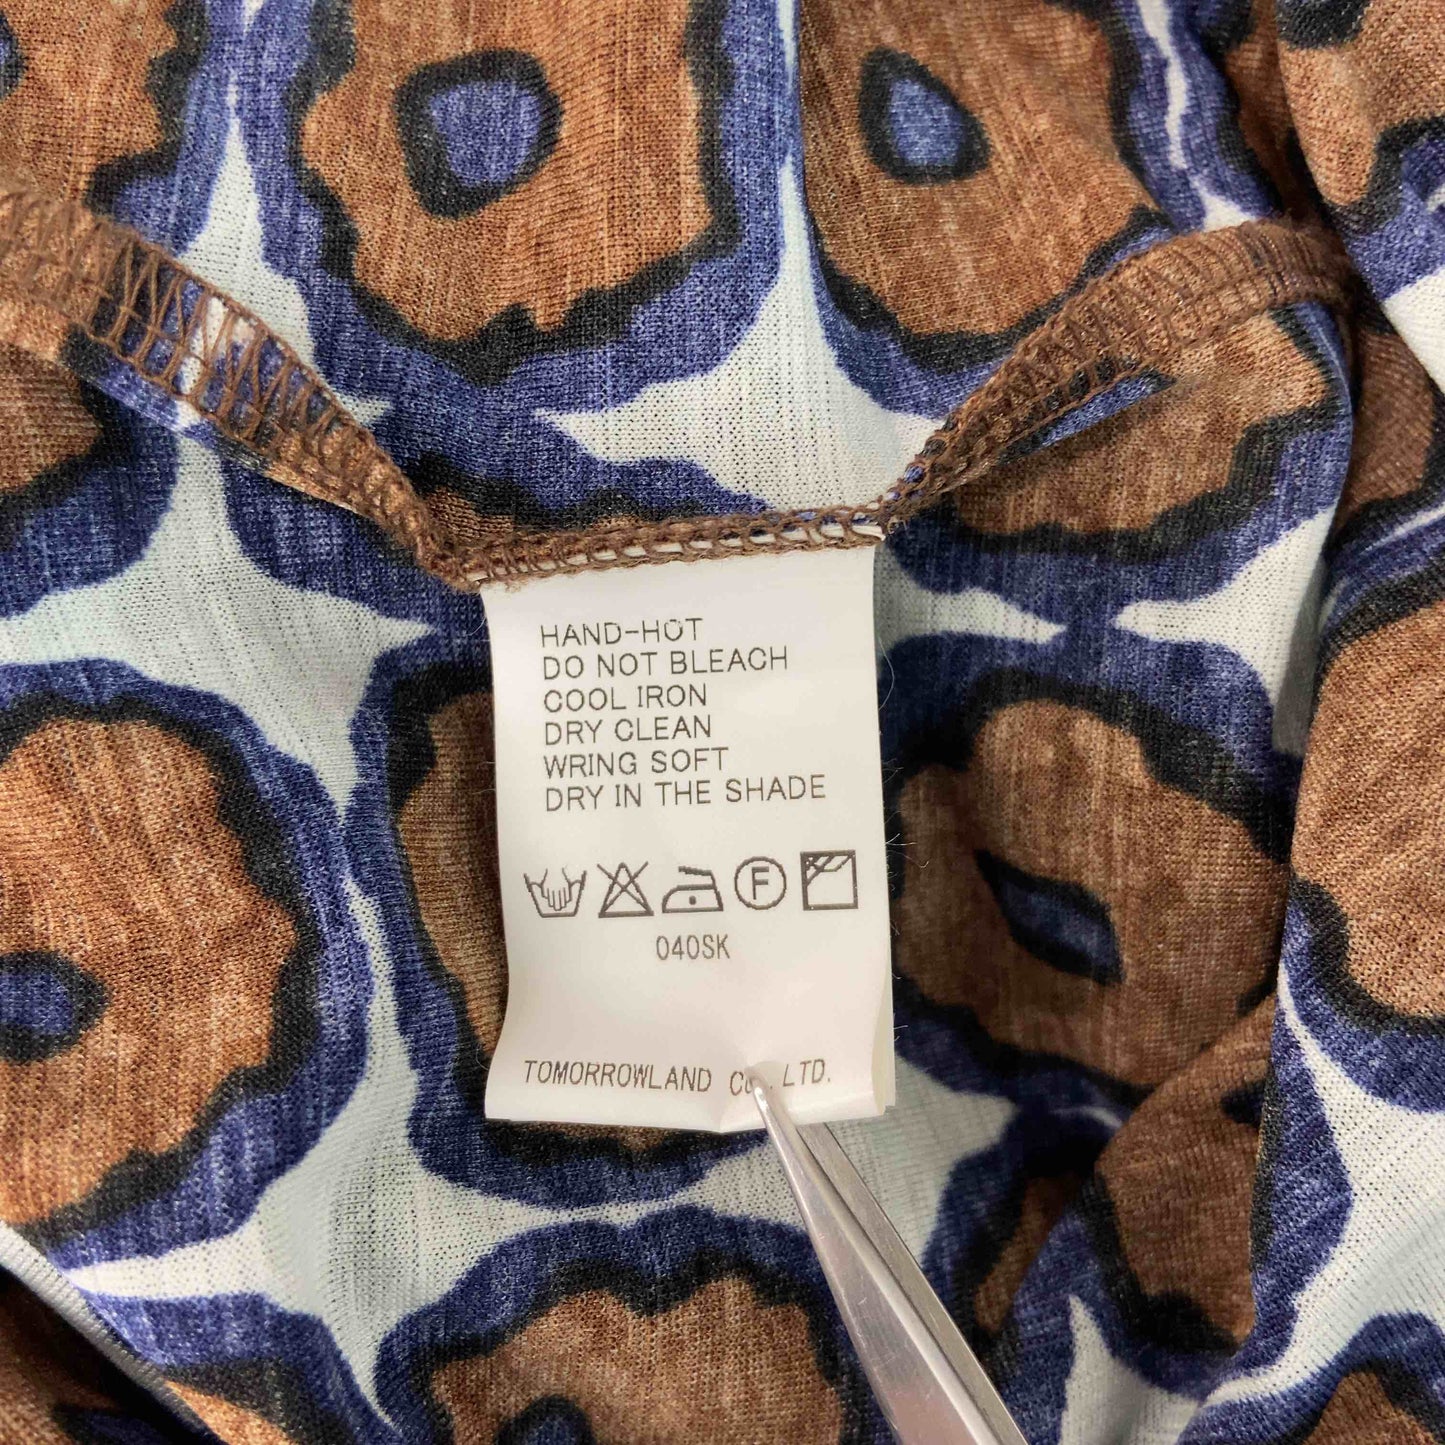 HAND-HOT
DO NOT BLEACH
COOL IRON
DRY CLEAN
WRING SOFT
DRY IN THE SHADE
F
040SK
TOMORROWLAND CO., LTD.